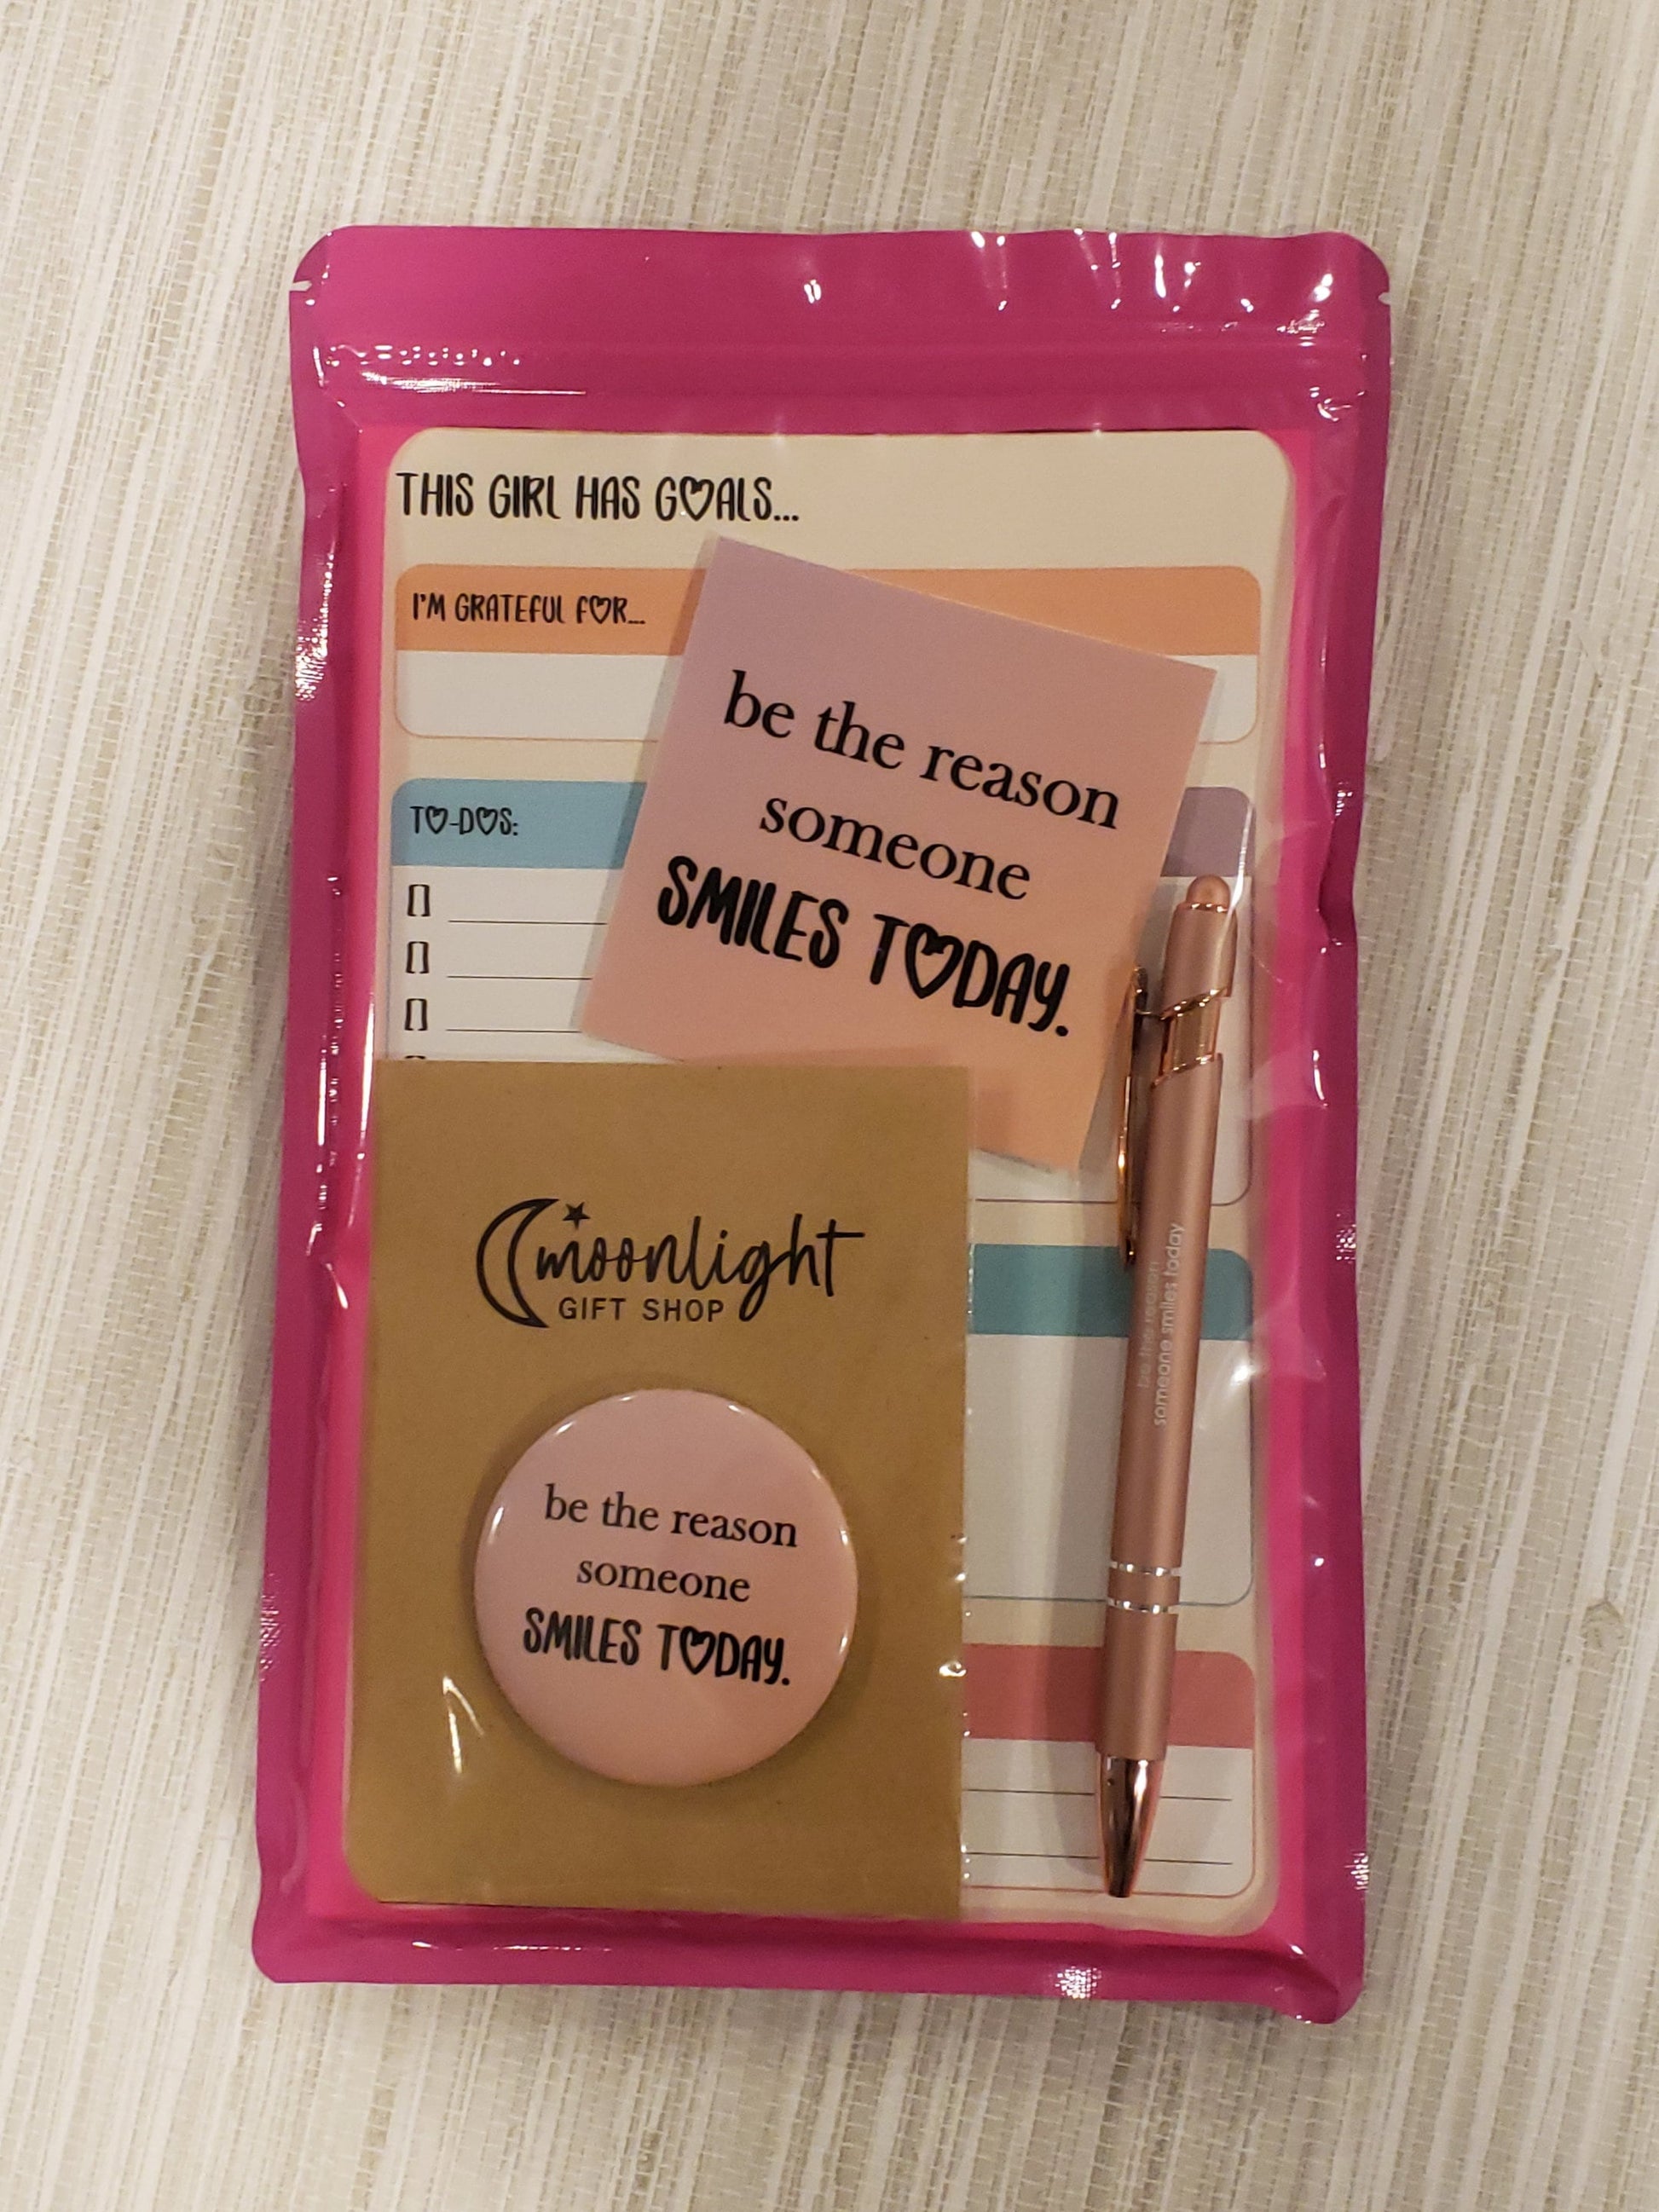 THIS GIRL HAS GOALS...
I'M GRATEFUL FOR...
be the reason
someone
SMILES TODAY.
TO-DOS:
moonlight
GIFT SHOP
be the reason
someone smiles today
be the reason
someone
SMILES TODAY.